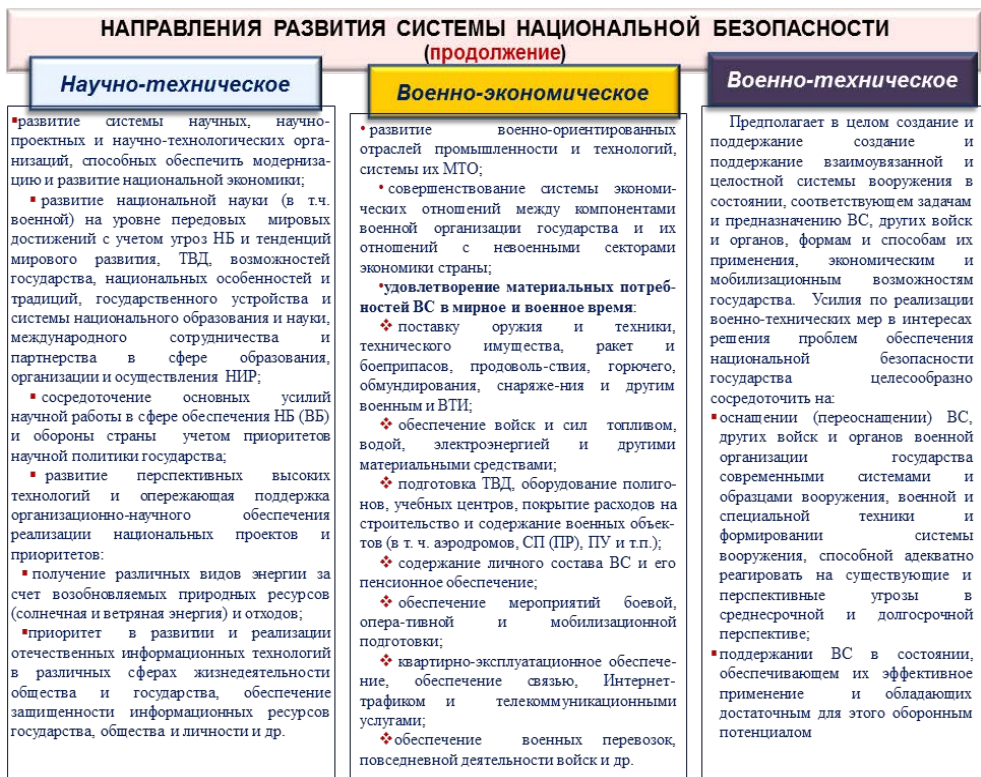 НАПРАВЛЕНИЯ РАЗВИТИЯ СИСТЕМЫ НАЦИОНАЛЬНОЙ БЕЗОПАСНОСТИ
(продолжение)
Научно-техническое
▪развитие системы научных, научно-
проектных и научно-технологических орга-
низаций, способных обеспечить модерниза-
цию и развитие национальной экономики;
▪ развитие национальной науки (в т.ч.
военной) на уровне передовых мировых
достижений с учетом угроз НБ и тенденций
мирового развития, ТВД, возможностей
государства, национальных особенностей и
традиций, государственного устройства и
системы национального образования и науки,
международного сотрудничества и
партнерства в сфере образования,
организации и осуществления НИР;
▪ сосредоточение основных усилий
научной работы в сфере обеспечения НБ (ВБ)
и обороны страны учетом приоритетов
научной политики государства;
▪ развитие перспективных высоких
технологий и опережающая поддержка
организационно-научного обеспечения
реализации национальных проектов и
приоритетов:
▪ получение различных видов энергии за
счет возобновляемых природных ресурсов
(солнечная и ветряная энергия) и отходов;
▪приоритет в развитии и реализации
отечественных информационных технологий
в различных сферах жизнедеятельности
общества и государства, обеспечение
защищенности информационных ресурсов
государства, общества и личности и др.
Военно-экономическое
• развитие военно-ориентированных
отраслей промышленности и технологий,
системы их МТО;
• совершенствование системы экономи-
ческих отношений между компонентами
военной организации государства и их
отношений с невоенными секторами
экономики страны;
•удовлетворение материальных потреб-
ностей ВС в мирное и военное время:
❖ поставку оружия и техники,
технического имущества, ракет и
боеприпасов, продоволь-ствия, горючего,
обмундирования, снаряже-ния и другим
военным и ВТИ;
❖ обеспечение войск и сил топливом,
водой, электроэнергией и другими
материальными средствами;
❖ подготовка ТВД, оборудование полиго-
нов, учебных центров, покрытие расходов на
строительство и содержание военных объек-
тов (в т. ч. аэродромов, СП (ПР), ПУ и т.п.);
❖ содержание личного состава ВС и его
пенсионное обеспечение;
❖ обеспечение мероприятий боевой,
опера-тивной и мобилизационной
подготовки;
❖ квартирно-эксплуатационное обеспече-
ние, обеспечение связью, Интернет-
трафиком и телекоммуникационными
услугами;
❖обеспечение военных перевозок,
повседневной деятельности войск и др.
Военно-техническое
Предполагает в целом создание и
поддержание создание и
поддержание взаимоувязанной и
целостной системы вооружения в
состоянии, соответствующем задачам
и предназначению ВС, других войск
и органов, формам и способам их
применения, экономическим и
мобилизационным возможностям
государства. Усилия по реализации
военно-технических мер в интересах
решения проблем обеспечения
национальной безопасности
государства целесообразно
сосредоточить на:
▪оснащении (переоснащении) ВС,
других войск и органов военной
организации государства
современными системами и
образцами вооружения, военной и
специальной техники и
формировании системы
вооружения, способной адекватно
реагировать на существующие и
перспективные угрозы в
среднесрочной и долгосрочной
перспективе;
▪поддержании ВС в состоянии,
обеспечивающем их эффективное
применение и обладающих
достаточным для этого оборонным
потенциалом